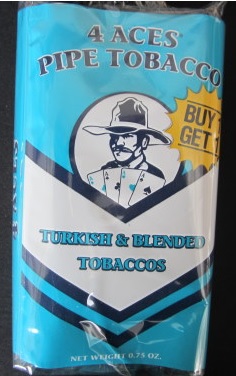 4 ACES
PIPE TOBACCO
BUY
GET 1
TURKISH & BLENDED
TOBACCOS
NET WEIGHT 0.75 OZ.